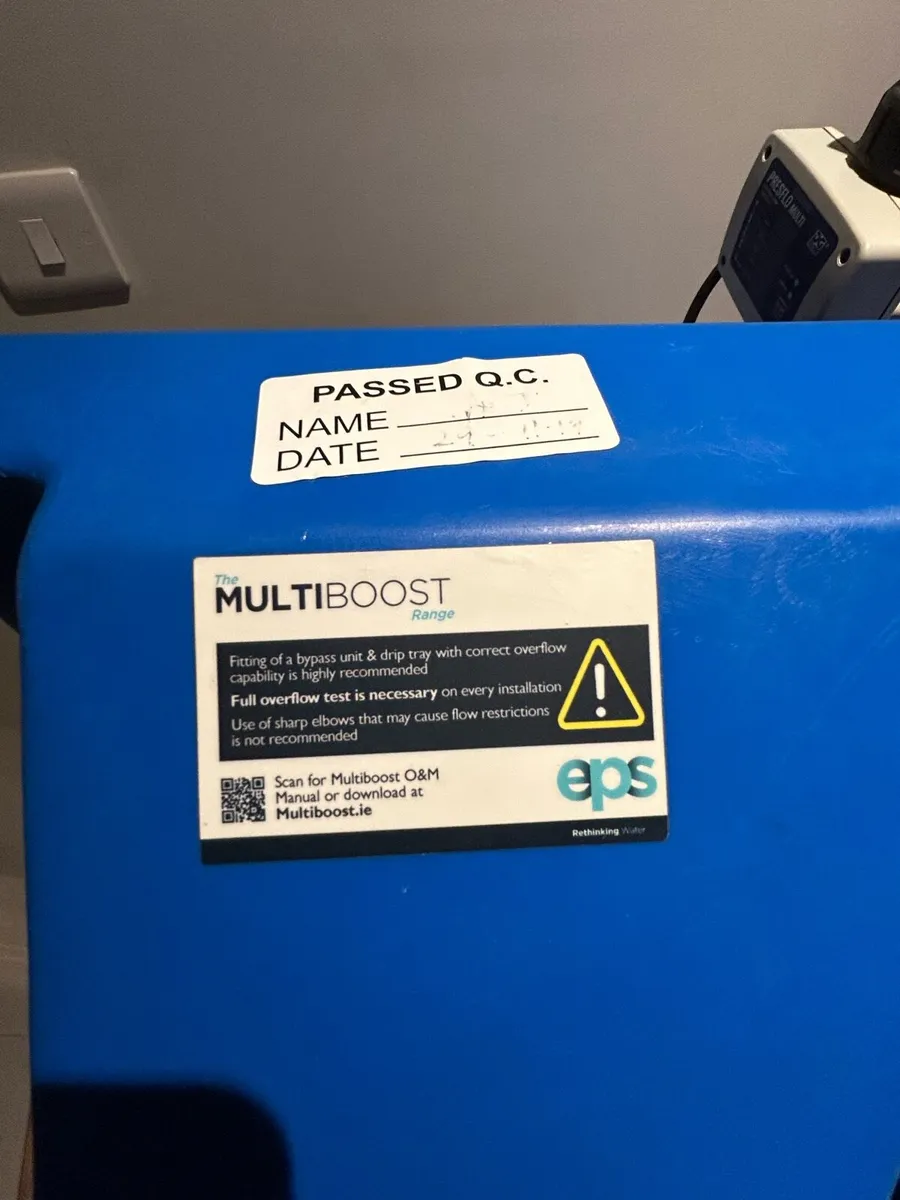 PRESFLO MULTI
PASSED Q.C.
NAME
DATE
The
MULTIBOOST
Range
Fitting of a bypass unit & drip tray with correct overflow
capability is highly recommended
Full overflow test is necessary on every installation
Use of sharp elbows that may cause flow restrictions
is not recommended
Scan for Multiboost O&M
Manual or download at
Multiboost.ie
eps
Rethinking Water